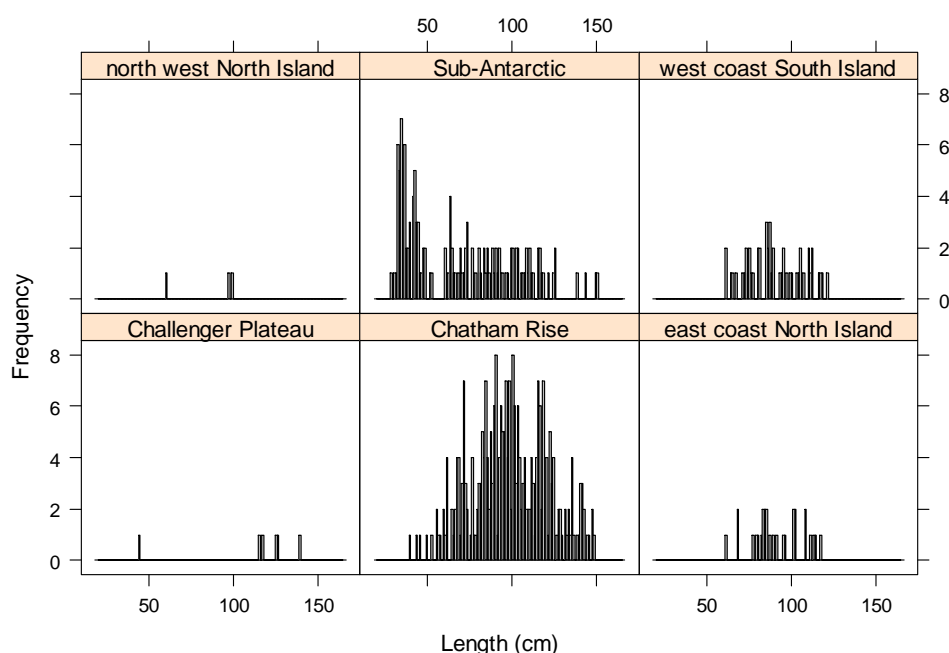 50 100 150
north west North Island Sub-Antarctic west coast South Island
8
6
4
2
0
Frequency
Challenger Plateau Chatham Rise east coast North Island
8
6
4
2
0
50 100 150 50 100 150
Length (cm)